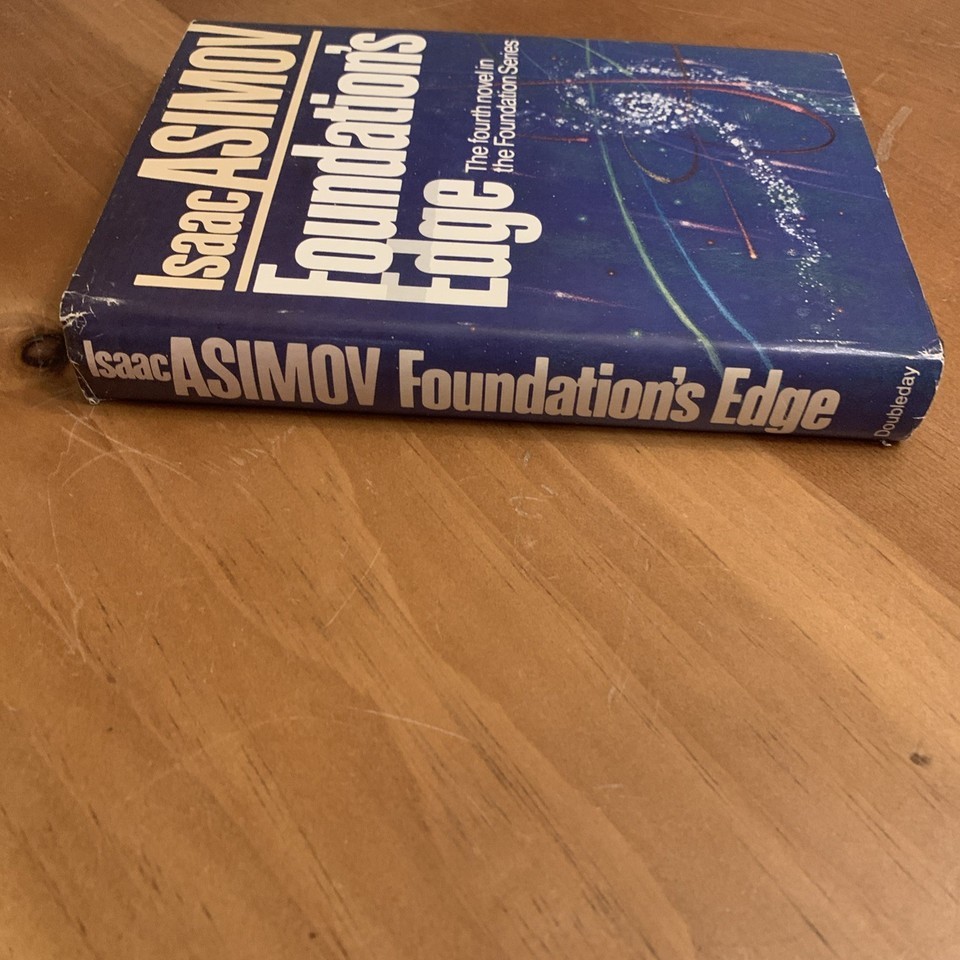 Isaac ASIMOV
Foundation's
Edge
The fourth novel in
the Foundation Series
Isaac ASIMOV Foundation's Edge
Doubleday